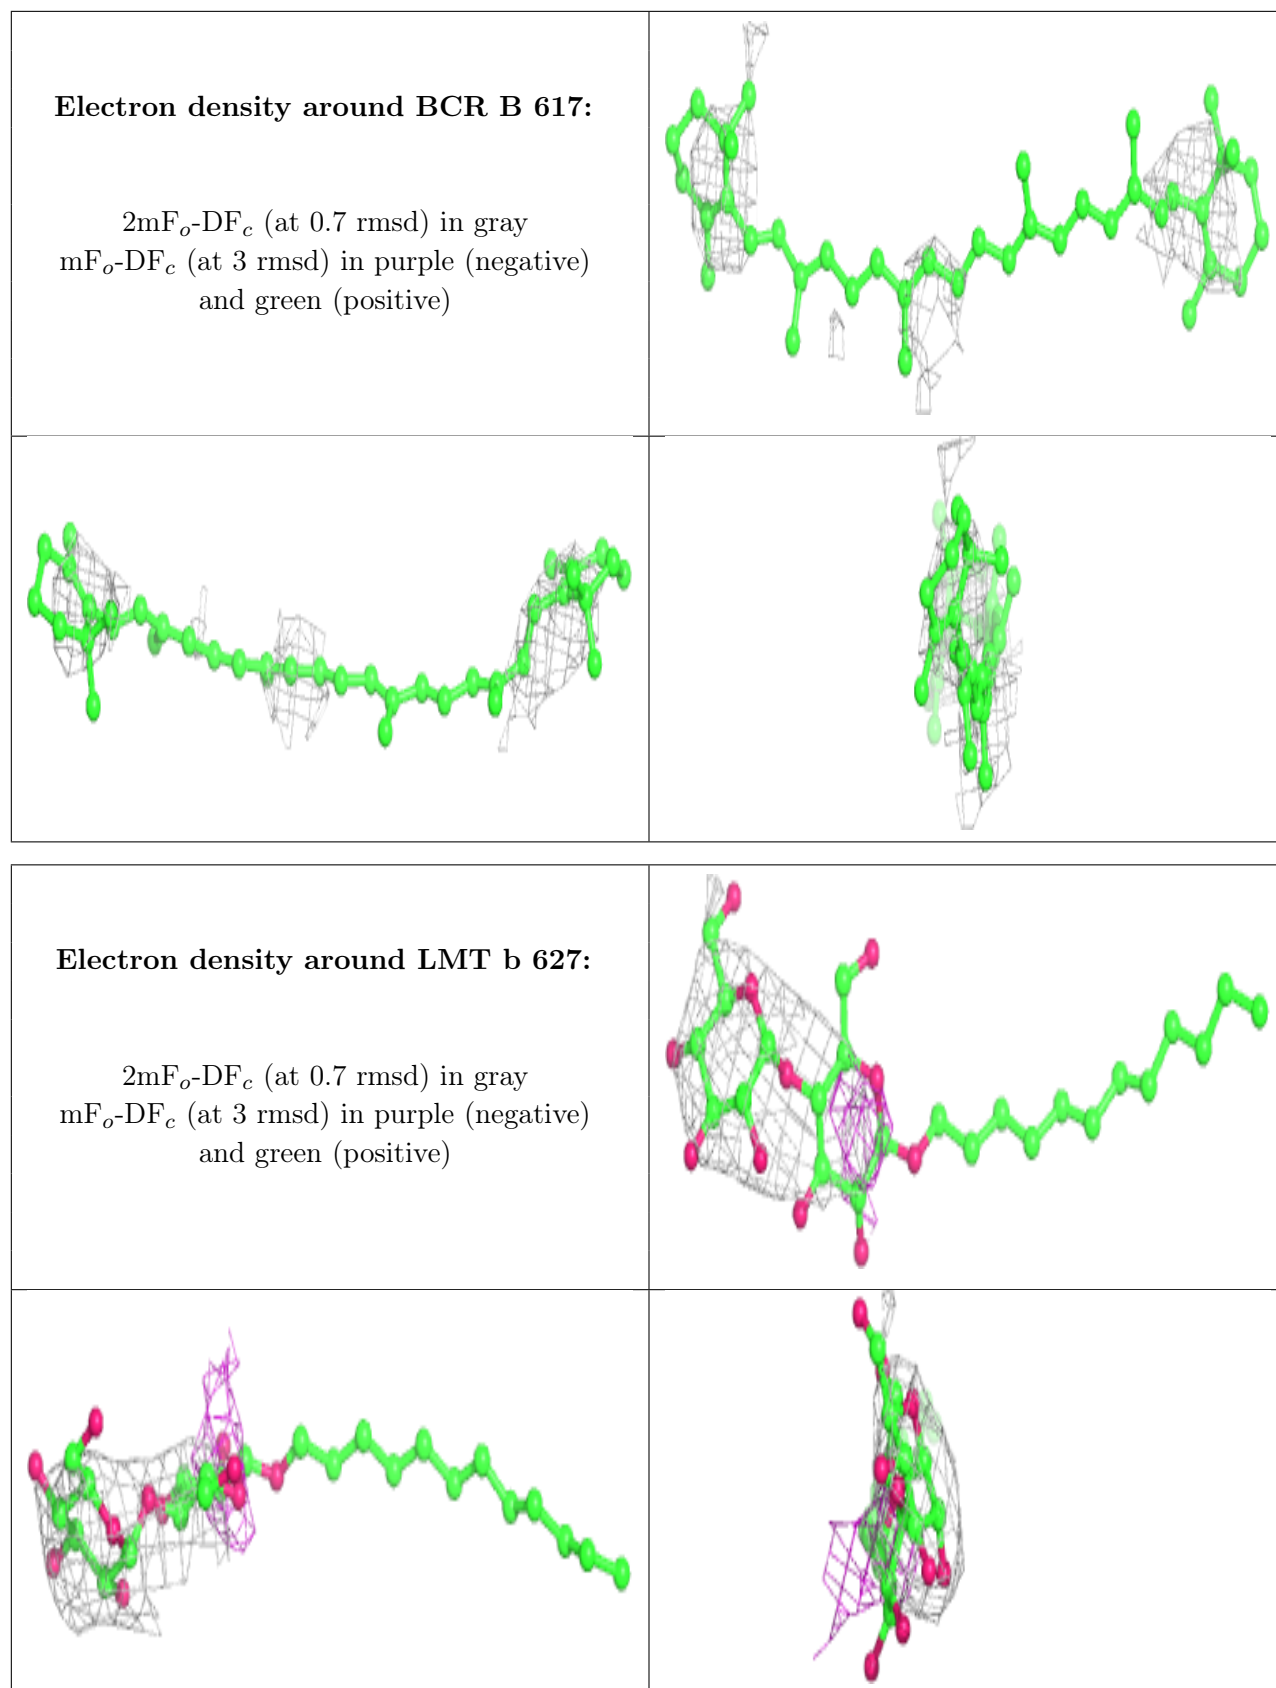 Electron density around BCR B 617:
2mFₒ-DF𝒸 (at 0.7 rmsd) in gray
mFₒ-DF𝒸 (at 3 rmsd) in purple (negative)
and green (positive)
Electron density around LMT b 627:
2mFₒ-DF𝒸 (at 0.7 rmsd) in gray
mFₒ-DF𝒸 (at 3 rmsd) in purple (negative)
and green (positive)